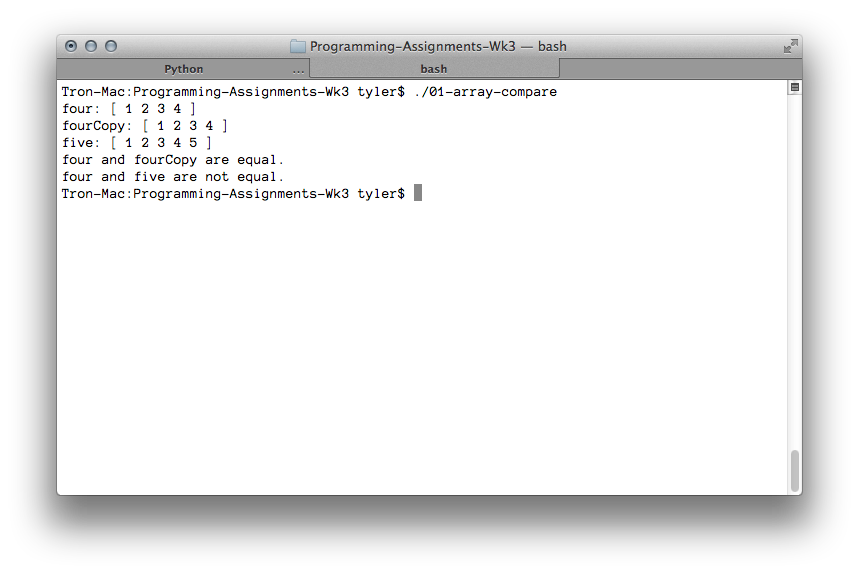 Programming-Assignments-Wk3 — bash
Python ... bash
Tron-Mac:Programming-Assignments-Wk3 tyler$ ./01-array-compare
four: [ 1 2 3 4 ]
fourCopy: [ 1 2 3 4 ]
five: [ 1 2 3 4 5 ]
four and fourCopy are equal.
four and five are not equal.
Tron-Mac:Programming-Assignments-Wk3 tyler$